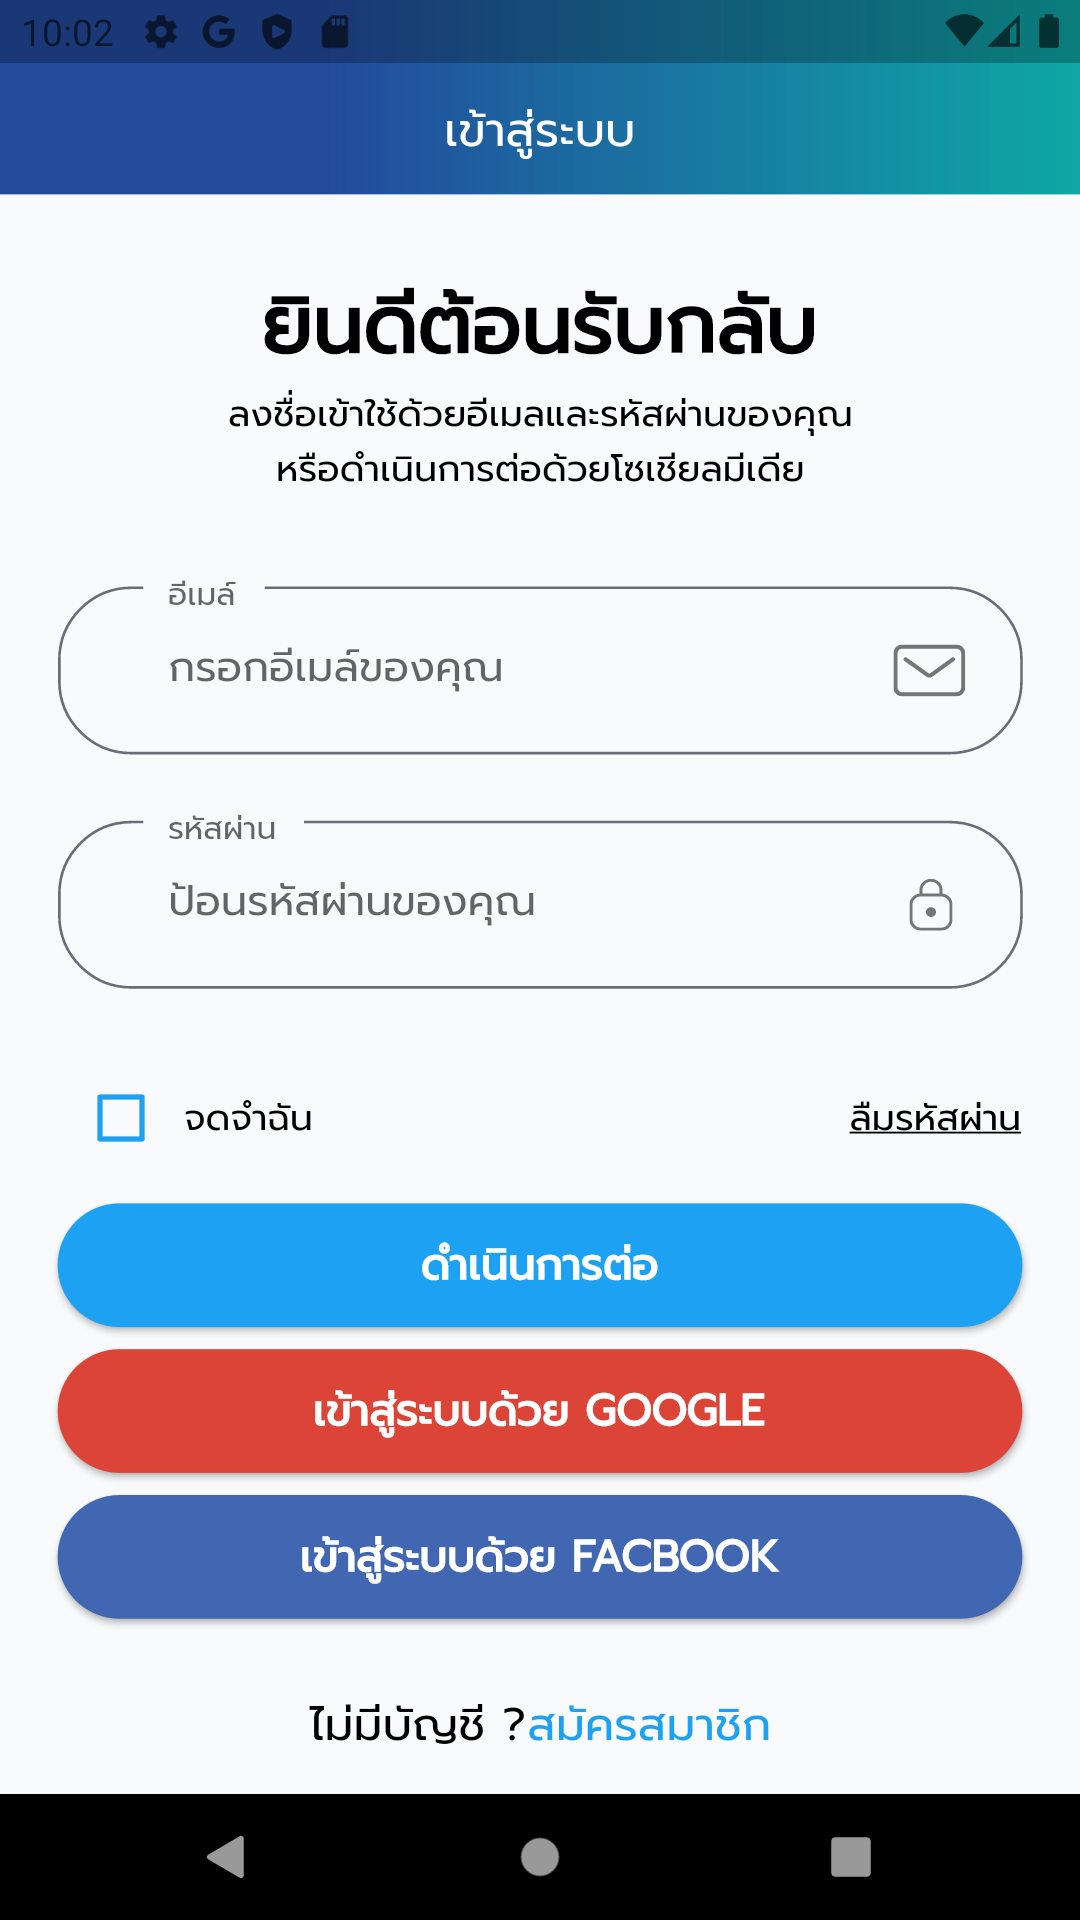 10:02
เข้าสู่ระบบ
ยินดีต้อนรับกลับ
ลงชื่อเข้าใช้ด้วยอีเมลและรหัสผ่านของคุณ
หรือดำเนินการต่อด้วยโซเชียลมีเดีย
อีเมล์
กรอกอีเมล์ของคุณ
รหัสผ่าน
ป้อนรหัสผ่านของคุณ
จดจำฉัน
ลืมรหัสผ่าน
ดำเนินการต่อ
เข้าสู่ระบบด้วย GOOGLE
เข้าสู่ระบบด้วย FACBOOK
ไม่มีบัญชี ?สมัครสมาชิก